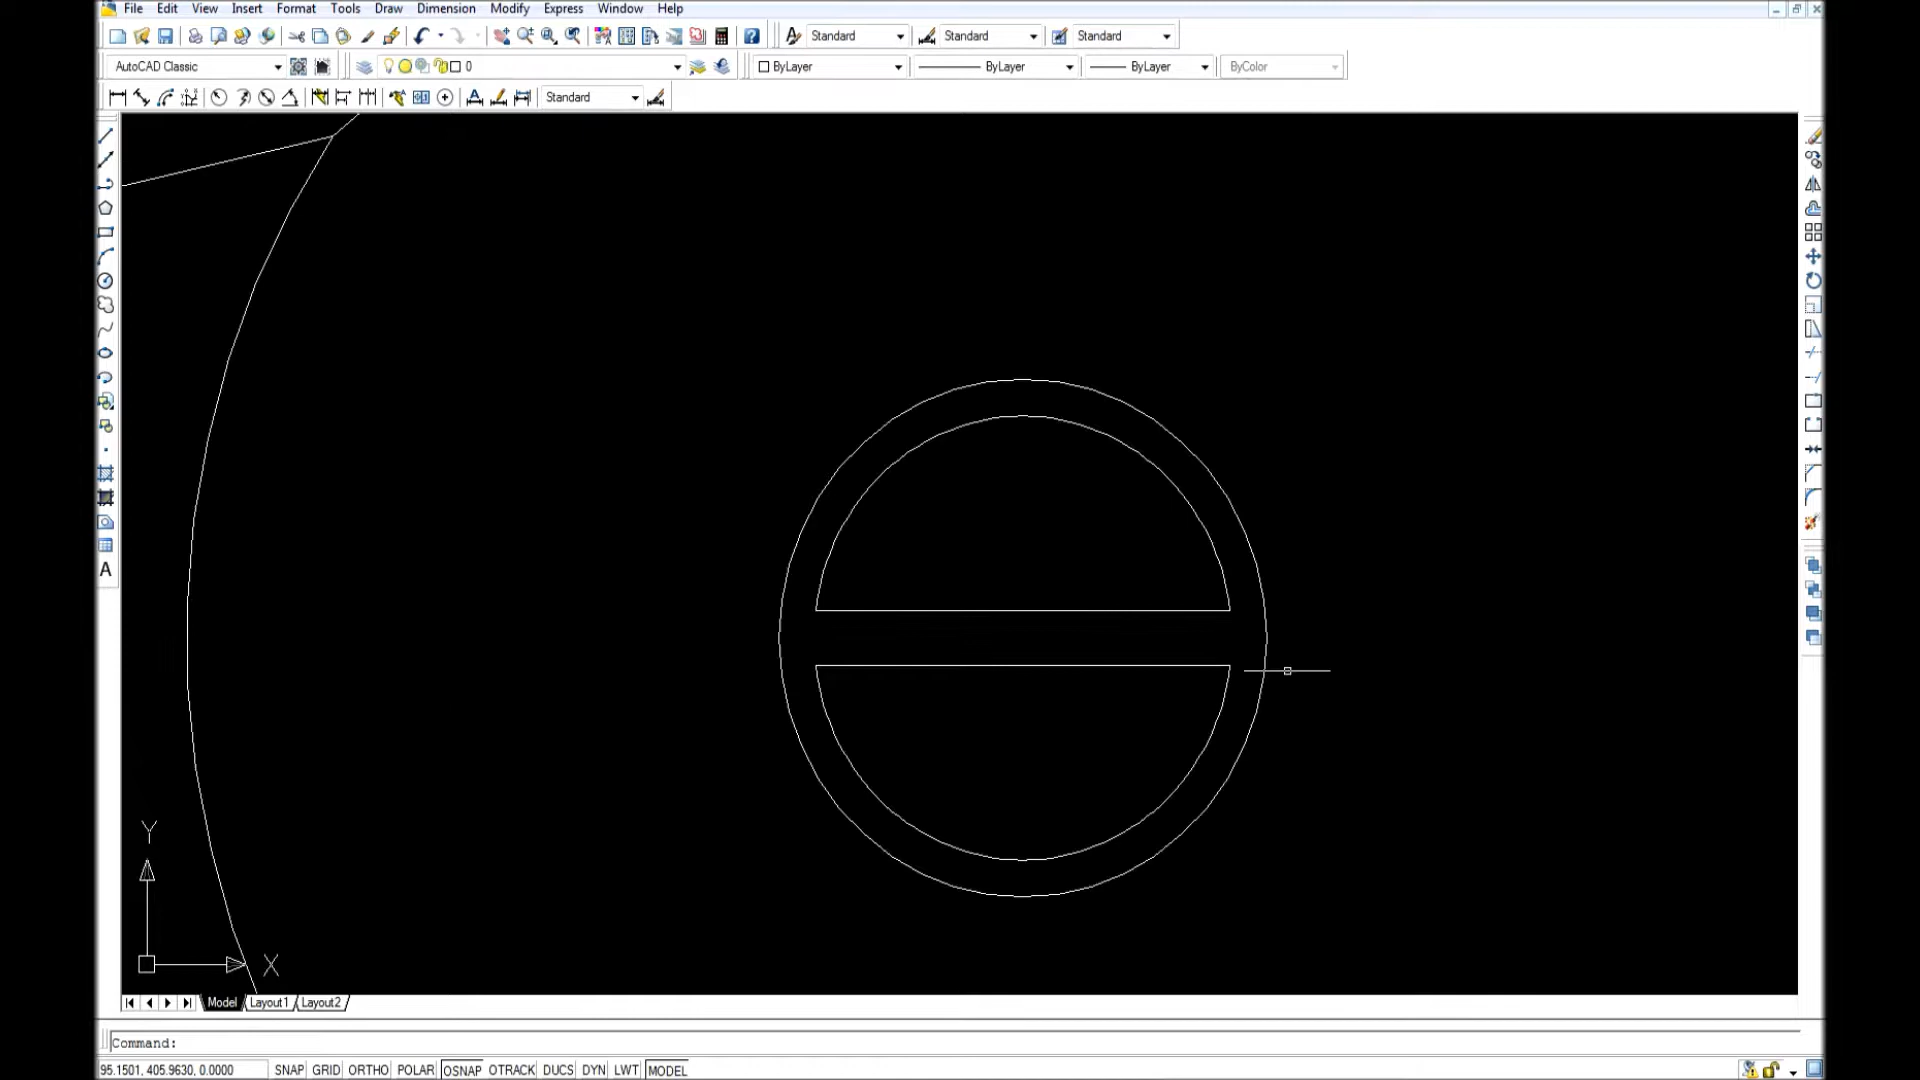 File Edit View Insert Format Tools Draw Dimension Modify Express Window Help
Standard Standard Standard
AutoCAD Classic 0 ByLayer ByLayer ByLayer ByColor
Standard
A
Y
X
Model Layout1 Layout2
Command:
95.1501, 405.9630, 0.0000 SNAP GRID ORTHO POLAR OSNAP OTRACK DUCS DYN LWT MODEL